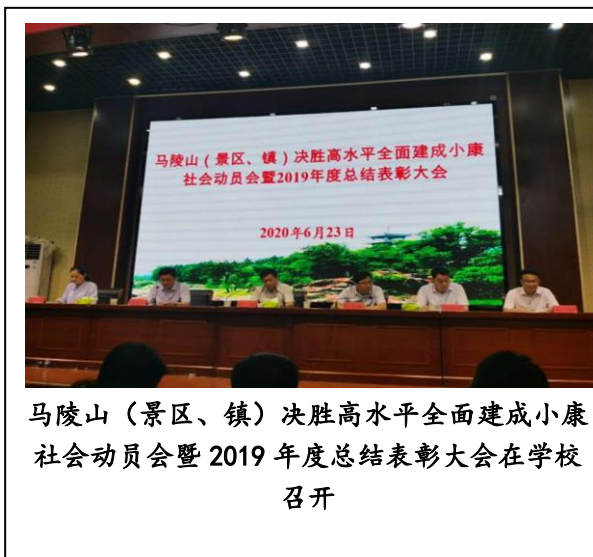 马陵山（景区、镇）决胜高水平全面建成小康
社会动员会暨2019年度总结表彰大会
2020年6月23日
马陵山（景区、镇）决胜高水平全面建成小康
社会动员会暨 2019 年度总结表彰大会在学校
召开